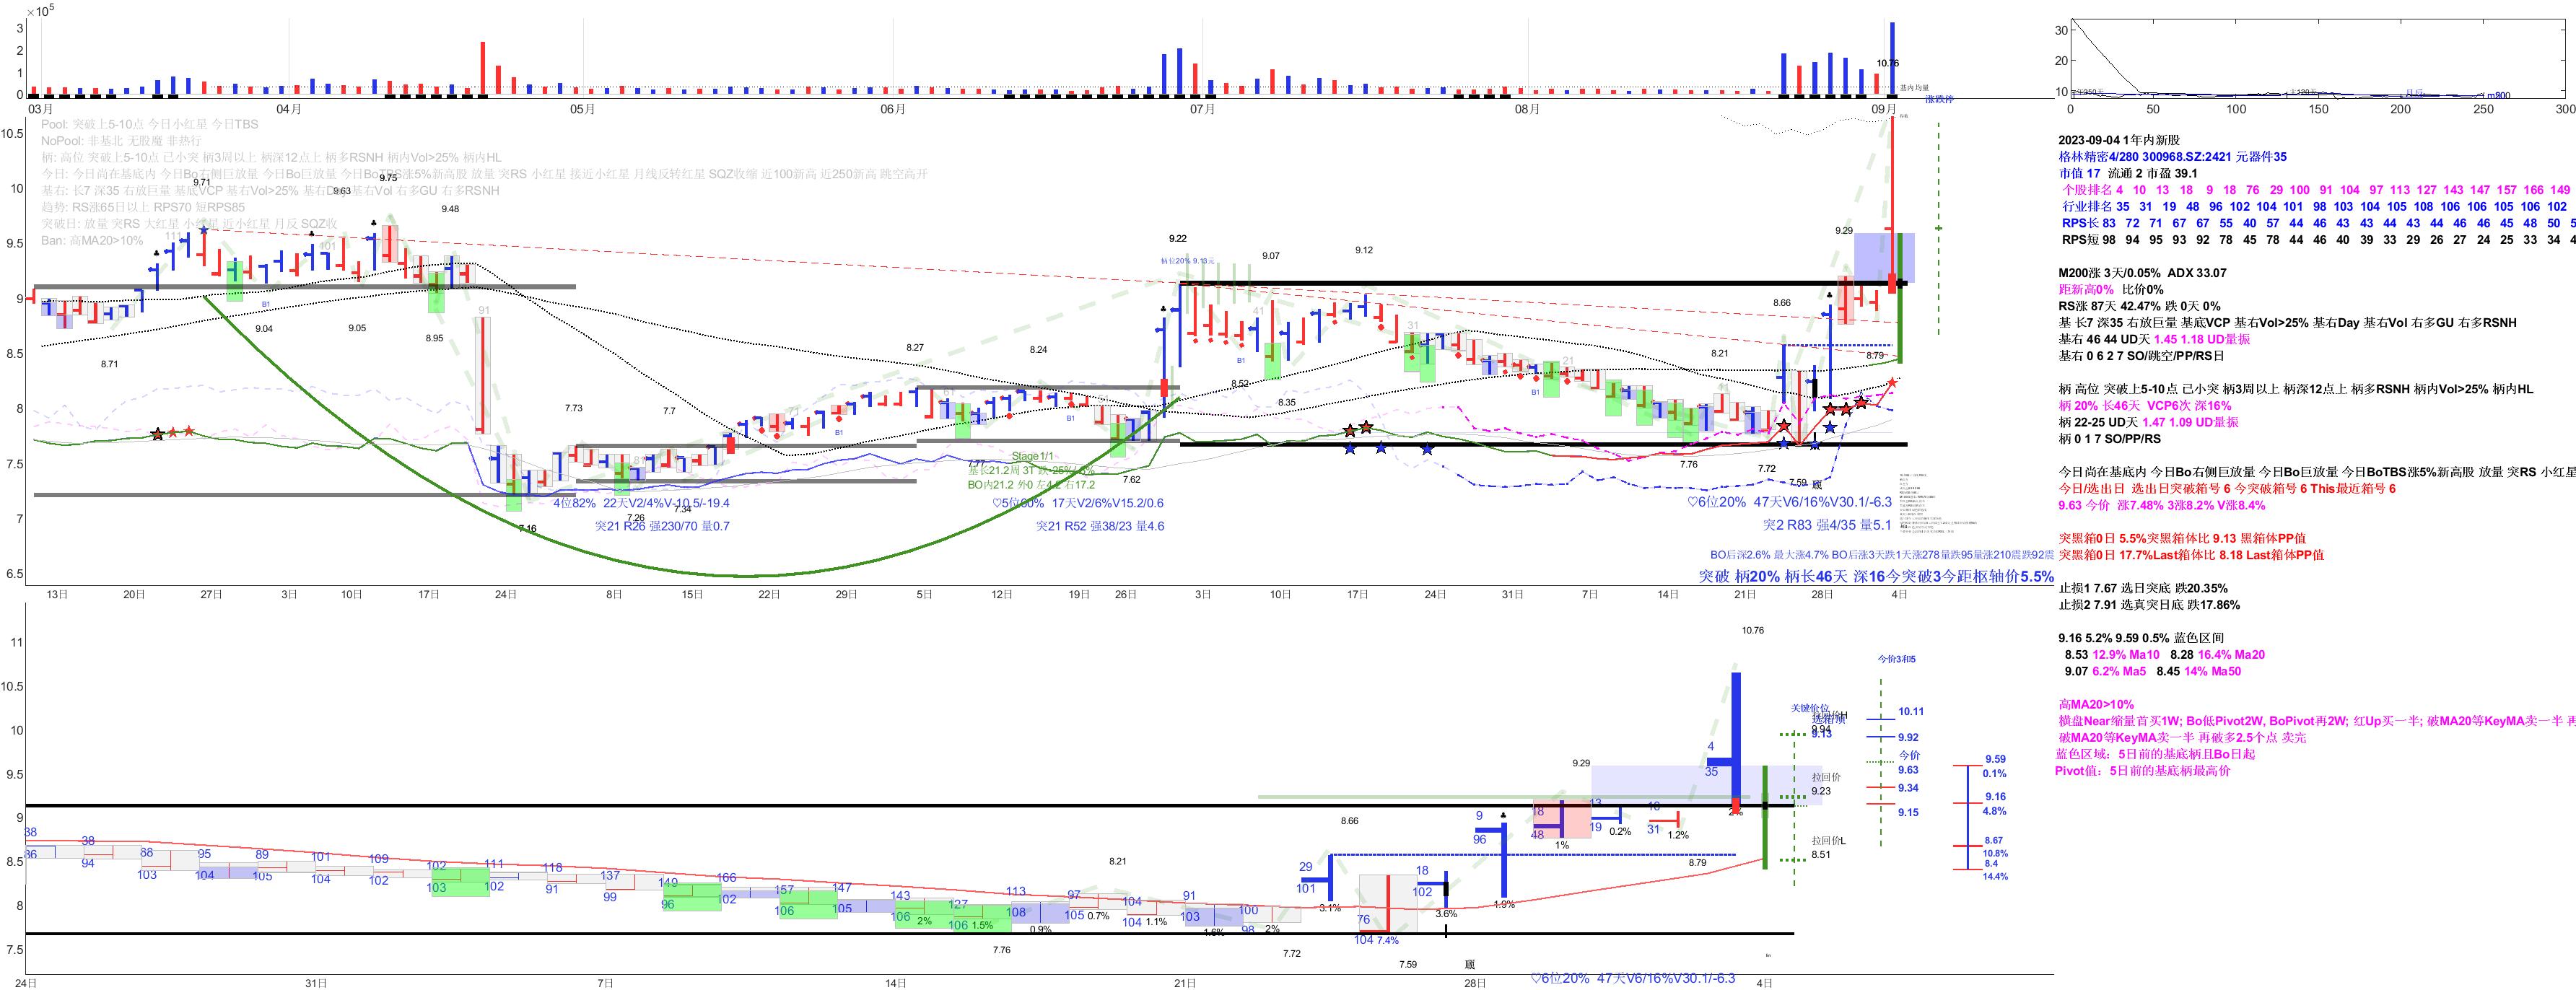 ×10⁵
3
2
1
0
10.76
基内均量
涨跌停
03月 04月 05月 06月 07月 08月 09月
Pool: 突破上5-10点 今日小红星 今日TBS
NoPool: 非基北 无股魔 非热行
柄: 高位 突破上5-10点 己小突 柄3周以上 柄深12点上 柄多RSNH 柄内Vol>25% 柄内HL
今日: 今日尚在基底内 今日Bo右侧巨放量 今日Bo巨放量 今日BoTBS涨5%新高股 放量 突RS 小红星 接近小红星 月线反转红星 SQZ收缩 近100新高 近250新高 跳空高开
基右: 长7 深35 右放巨量 基底VCP 基右Vol>25% 基右Day 基右Vol 右多GU 右多RSNH
趋势: RS涨65日以上 RPS70 短RPS85
突破日: 放量 突RS 大红星 小红星 近小红星 月反 SQZ收
Ban: 高MA20>10%
10.5
10
9.5
9
8.5
8
7.5
7
6.5
9.71 9.63 9.75 9.48
111 101
B1
8.71 9.04 9.05 8.95
91
7.16
7.73 7.7
7.26 7.34
8.27 8.24
7.77 7.62
9.22
柄位20% 9.13元
9.07 9.12
41 31 21
8.52 8.35
8.21
7.76 7.72
8.66
7.59
9.29
8.79
Stage1/1
BO内21.2 外0 左4.2 右17.2
4位82% 22天V2/4%V-10.5/-19.4
突21 R26 强230/70 量0.7
♡5位60% 17天V2/6%V15.2/0.6
突21 R52 强38/23 量4.6
♡6位20% 47天V6/16%V30.1/-6.3
突2 R83 强4/35 量5.1
BO后深2.6% 最大涨4.7% BO后涨3天跌1天涨278量跌95量涨210震跌92震
突破 柄20% 柄长46天 深16今突破3今距枢轴价5.5%
13日 20日 27日 3日 10日 17日 24日 8日 15日 22日 29日 5日 12日 19日 26日 3日 10日 17日 24日 31日 7日 14日 21日 28日 4日
11
10.5
10
9.5
9
8.5
8
7.5
38 38 88 95 89 101 109 102 111 118 137 149 166 157 147 143 127 113 97 104 91 100
86 94 103 104 105 104 102 103 102 91 99 96 102 106 105 106 106 108 105 104 103 98
2% 1.5% 0.9% 0.7% 1.1% 1.6% 2%
8.21
7.76
7.72
29
101
3.1%
8.66
76
104 7.4%
7.59
18
102
3.6%
9
96
1.9%
18
48
1%
9.29
13
19
0.2%
18
31
1.2%
8.79
10.76
4
35
2%
关键价位
9.94
9.13
拉回价
9.23
拉回价L
8.51
今价3和5
10.11
9.92
今价
9.63
9.34
9.15
9.59
0.1%
9.16
4.8%
8.67
10.8%
8.4
14.4%
♡6位20% 47天V6/16%V30.1/-6.3
24日 31日 7日 14日 21日 28日 4日
30
20
10
0 50 100 150 200 250 300
2023-09-04 1年内新股
格林精密4/280 300968.SZ:2421 元器件35
市值 17 流通 2 市盈 39.1
个股排名 4 10 13 18 9 18 76 29 100 91 104 97 113 127 143 147 157 166 149
行业排名 35 31 19 48 96 102 104 101 98 103 104 105 108 106 106 105 106 102
RPS长 83 72 71 67 67 55 40 57 44 46 43 43 44 43 44 46 46 45 48 50
RPS短 98 94 95 93 92 78 45 78 44 46 40 39 33 29 26 27 24 25 33 34
M200涨 3天/0.05% ADX 33.07
距新高0% 比价0%
RS涨 87天 42.47% 跌 0天 0%
基 长7 深35 右放巨量 基底VCP 基右Vol>25% 基右Day 基右Vol 右多GU 右多RSNH
基右 46 44 UD天 1.45 1.18 UD量振
基右 0 6 2 7 SO/跳空/PP/RS日
柄 高位 突破上5-10点 己小突 柄3周以上 柄深12点上 柄多RSNH 柄内Vol>25% 柄内HL
柄 20% 长46天 VCP6次 深16%
柄 22-25 UD天 1.47 1.09 UD量振
柄 0 1 7 SO/PP/RS
今日尚在基底内 今日Bo右侧巨放量 今日Bo巨放量 今日BoTBS涨5%新高股 放量 突RS 小红星
今日/选出日 选出日突破箱号 6 今突破箱号 6 This最近箱号 6
9.63 今价 涨7.48% 3涨8.2% V涨8.4%
突黑箱0日 5.5%突黑箱体比 9.13 黑箱体PP值
突黑箱0日 17.7%Last箱体比 8.18 Last箱体PP值
止损1 7.67 选日突底 跌20.35%
止损2 7.91 选真突日底 跌17.86%
9.16 5.2% 9.59 0.5% 蓝色区间
8.53 12.9% Ma10 8.28 16.4% Ma20
9.07 6.2% Ma5 8.45 14% Ma50
高MA20>10%
横盘Near缩量首买1W; Bo低Pivot2W, BoPivot再2W; 红Up买一半; 破MA20等KeyMA卖一半 再
破MA20等KeyMA卖一半 再破多2.5个点 卖完
蓝色区域：5日前的基底柄且Bo日起
Pivot值：5日前的基底柄最高价